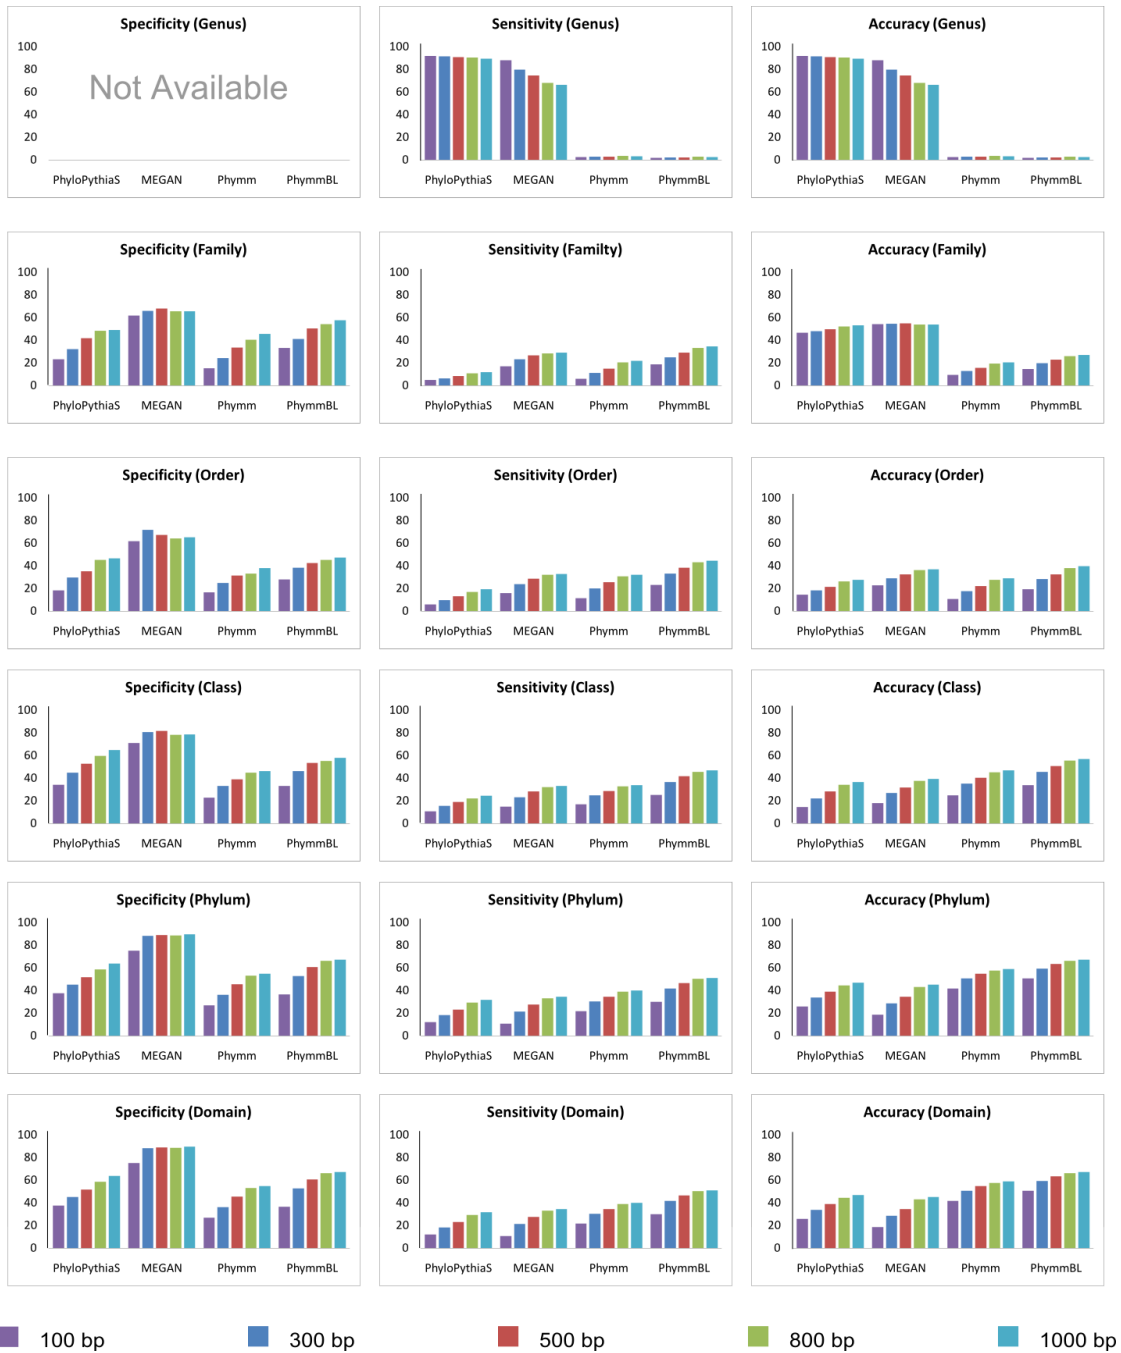 Specificity (Genus)
100
80
60
40
20
0
Not Available
PhyloPythiaS MEGAN Phymm PhymmBL
Sensitivity (Genus)
100
80
60
40
20
0
PhyloPythiaS MEGAN Phymm PhymmBL
Accuracy (Genus)
100
80
60
40
20
0
PhyloPythiaS MEGAN Phymm PhymmBL
Specificity (Family)
100
80
60
40
20
0
PhyloPythiaS MEGAN Phymm PhymmBL
Sensitivity (Familty)
100
80
60
40
20
0
PhyloPythiaS MEGAN Phymm PhymmBL
Accuracy (Family)
100
80
60
40
20
0
PhyloPythiaS MEGAN Phymm PhymmBL
Specificity (Order)
100
80
60
40
20
0
PhyloPythiaS MEGAN Phymm PhymmBL
Sensitivity (Order)
100
80
60
40
20
0
PhyloPythiaS MEGAN Phymm PhymmBL
Accuracy (Order)
100
80
60
40
20
0
PhyloPythiaS MEGAN Phymm PhymmBL
Specificity (Class)
100
80
60
40
20
0
PhyloPythiaS MEGAN Phymm PhymmBL
Sensitivity (Class)
100
80
60
40
20
0
PhyloPythiaS MEGAN Phymm PhymmBL
Accuracy (Class)
100
80
60
40
20
0
PhyloPythiaS MEGAN Phymm PhymmBL
Specificity (Phylum)
100
80
60
40
20
0
PhyloPythiaS MEGAN Phymm PhymmBL
Sensitivity (Phylum)
100
80
60
40
20
0
PhyloPythiaS MEGAN Phymm PhymmBL
Accuracy (Phylum)
100
80
60
40
20
0
PhyloPythiaS MEGAN Phymm PhymmBL
Specificity (Domain)
100
80
60
40
20
0
PhyloPythiaS MEGAN Phymm PhymmBL
Sensitivity (Domain)
100
80
60
40
20
0
PhyloPythiaS MEGAN Phymm PhymmBL
Accuracy (Domain)
100
80
60
40
20
0
PhyloPythiaS MEGAN Phymm PhymmBL
100 bp 300 bp 500 bp 800 bp 1000 bp